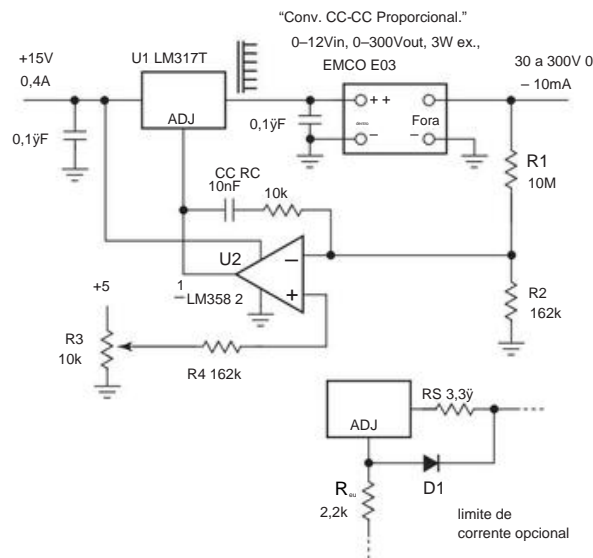 “Conv. CC-CC Proporcional.”
0–12Vin, 0–300Vout, 3W ex.,
EMCO E03
+15V
0,4A
U1 LM317T
30 a 300V 0
– 10mA
ADJ
0,1ÿF
0,1ÿF
+ +
–
Fora
–
R1
10M
CC RC
10nF
10k
U2
–
+
1
–LM358 2
R2
162k
+5
R3
10k
R4 162k
RS 3,3ÿ
ADJ
D1
R
2,2k
limite de
corrente opcional